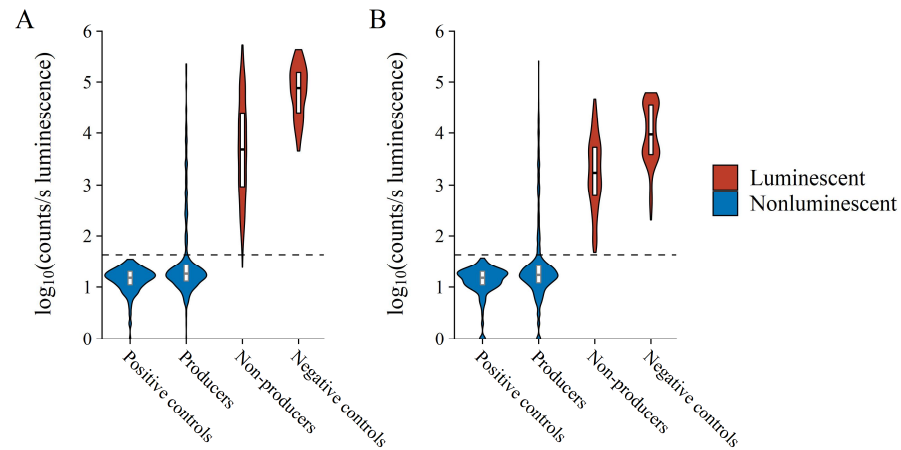 A
B
log₁₀(counts/s luminescence)
6
5
4
3
2
1
0
Positive controls
Producers
Non-producers
Negative controls
log₁₀(counts/s luminescence)
6
5
4
3
2
1
0
Positive controls
Producers
Non-producers
Negative controls
Luminescent
Nonluminescent